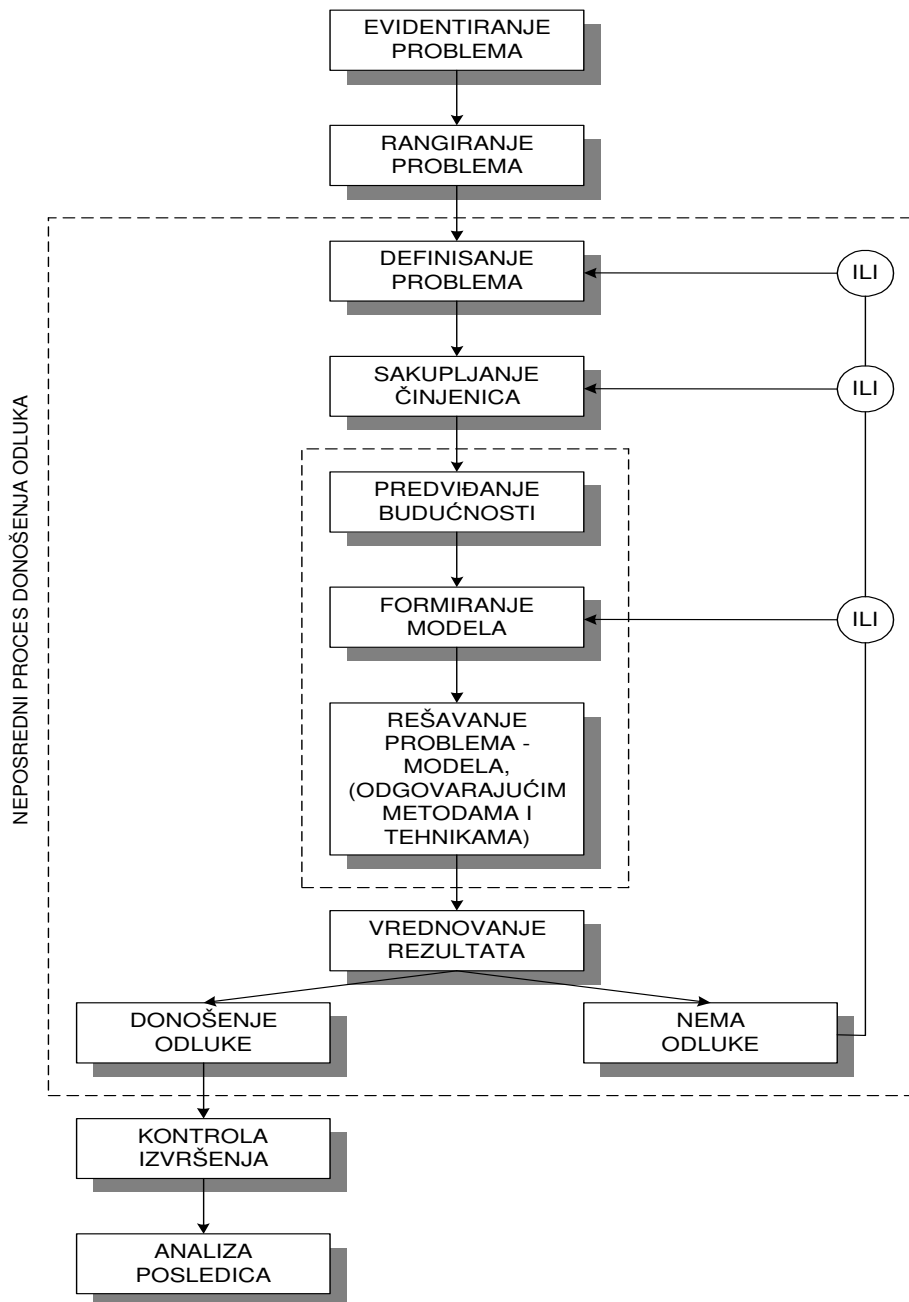 EVIDENTIRANJE
PROBLEMA
RANGIRANJE
PROBLEMA
NEPOSREDNI PROCES DONOŠENJA ODLUKA
DEFINISANJE
PROBLEMA
ILI
SAKUPLJANJE
ČINJENICA
ILI
PREDVIĐANJE
BUDUĆNOSTI
FORMIRANJE
MODELA
ILI
REŠAVANJE
PROBLEMA -
MODELA,
(ODGOVARAJUĆIM
METODAMA I
TEHNIKAMA)
VREDNOVANJE
REZULTATA
DONOŠENJE
ODLUKE
NEMA
ODLUKE
KONTROLA
IZVRŠENJA
ANALIZA
POSLEDICA